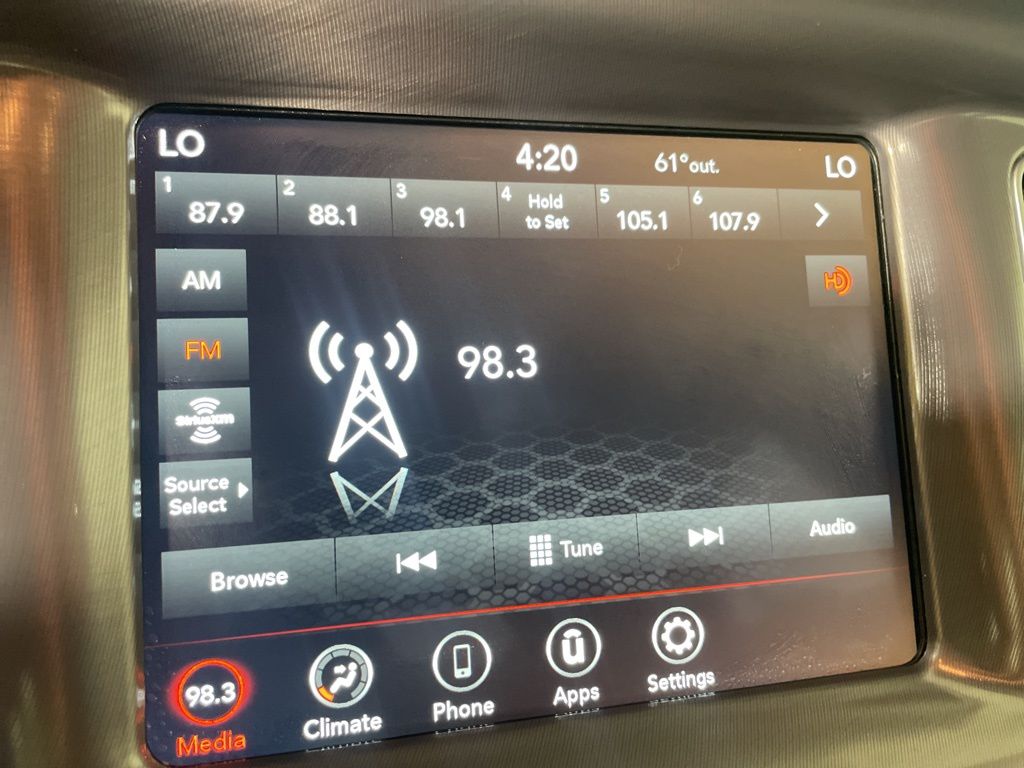 LO
4:20
61° out.
LO
1
87.9
2
88.1
3
98.1
4
Hold
to Set
5
105.1
6
107.9
AM
HD
FM
98.3
SiriusXM
Source
Select
Browse
Tune
Audio
98.3
Media
Climate
Phone
Apps
Settings